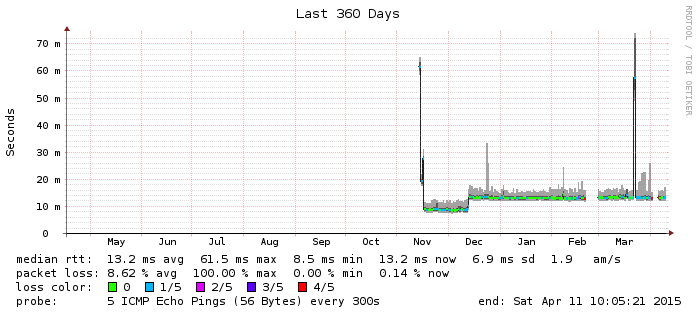 Last 360 Days
RRDTOOL / TOBI OETIKER
Seconds
70 m
60 m
50 m
40 m
30 m
20 m
10 m
0
May Jun Jul Aug Sep Oct Nov Dec Jan Feb Mar
median rtt: 13.2 ms avg 61.5 ms max 8.5 ms min 13.2 ms now 6.9 ms sd 1.9 am/s
packet loss: 8.62 % avg 100.00 % max 0.00 % min 0.14 % now
loss color: 0 1/5 2/5 3/5 4/5
probe: 5 ICMP Echo Pings (56 Bytes) every 300s end: Sat Apr 11 10:05:21 2015